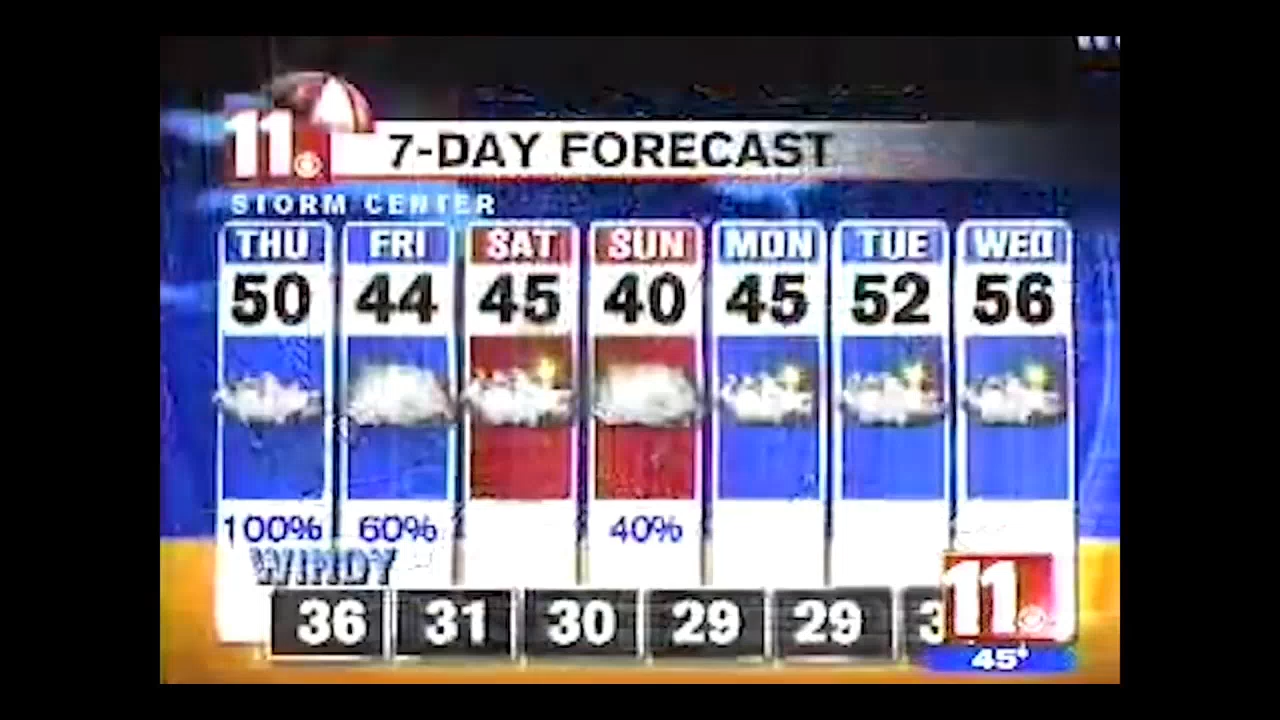 11 7-DAY FORECAST
STORM CENTER
THU FRI SAT SUN MON TUE WED
50 44 45 40 45 52 56
100% 60% 40%
WINDY
36 31 30 29 29
11
45°